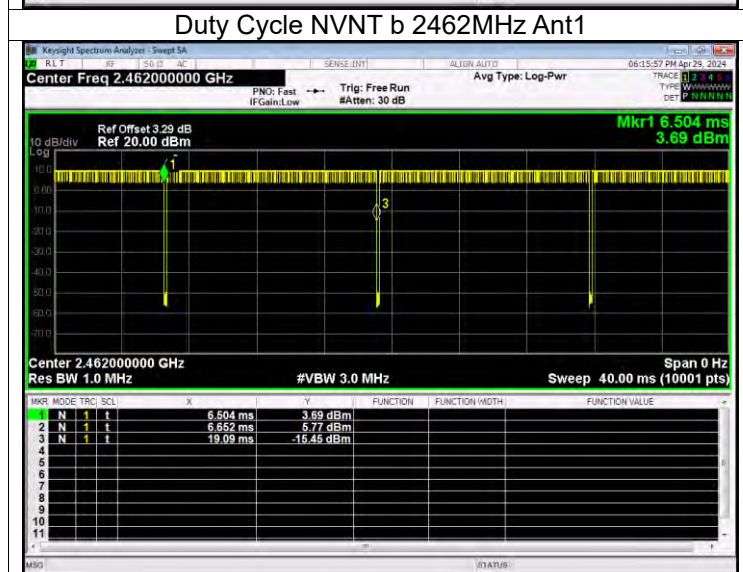 Duty Cycle NVNT b 2462MHz Ant1
Keysight Spectrum Analyzer - Swept SA
RLT RF 50 Ω AC SENSE:INT ALIGN AUTO 06:15:57 PM Apr 29, 2024
Center Freq 2.462000000 GHz Avg Type: Log-Pwr TRACE 1 2 3 4 5 6
PNO: Fast Trig: Free Run TYPE WWWWWW
IFGain:Low #Atten: 30 dB DET P N N N N N
Mkr1 6.504 ms
Ref Offset 3.29 dB
10 dB/div Ref 20.00 dBm 3.69 dBm
Log
10.0
0.00
-10.0
-20.0
-30.0
-40.0
-50.0
-60.0
-70.0
1
3
Center 2.462000000 GHz Span 0 Hz
Res BW 1.0 MHz #VBW 3.0 MHz Sweep 40.00 ms (10001 pts)
MKR MODE TRC SCL X Y FUNCTION FUNCTION WIDTH FUNCTION VALUE
1 N 1 t 6.504 ms 3.69 dBm
2 N 1 t 6.652 ms 5.77 dBm
3 N 1 t 19.09 ms -15.45 dBm
4
5
6
7
8
9
10
11
MSG STATUS